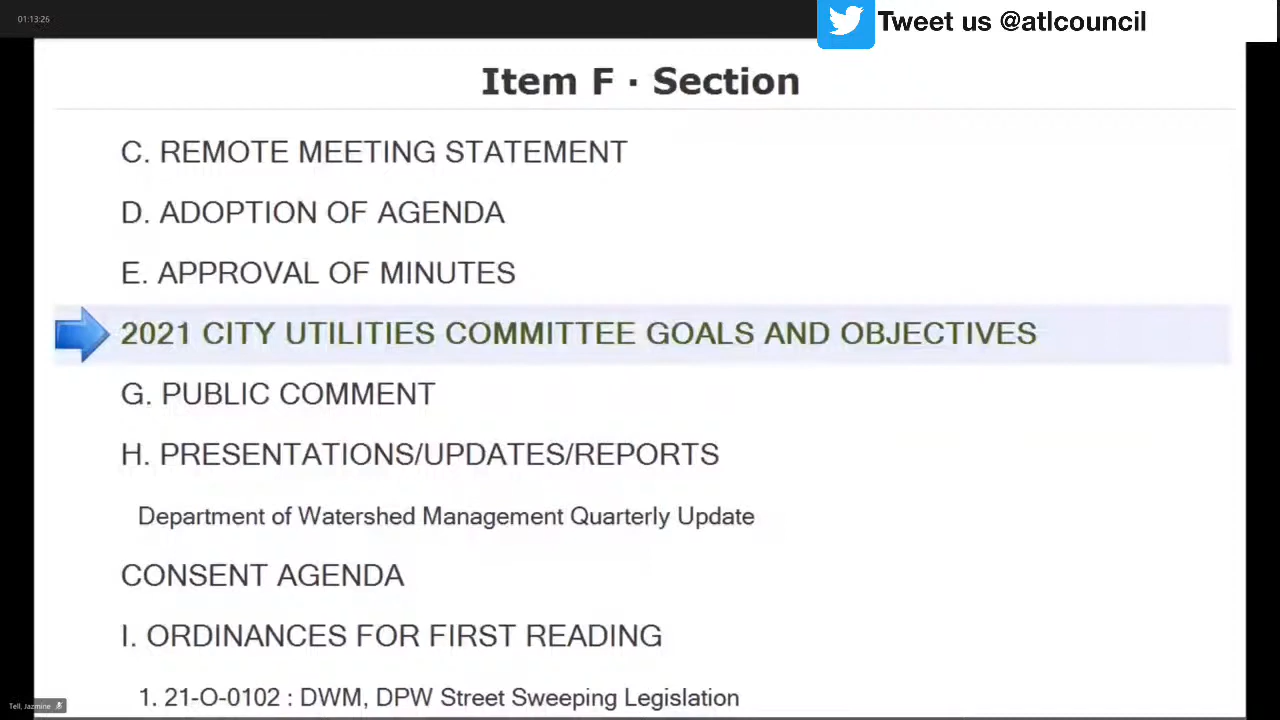 01:13:26
Tweet us @atlcouncil
Item F · Section
C. REMOTE MEETING STATEMENT
D. ADOPTION OF AGENDA
E. APPROVAL OF MINUTES
2021 CITY UTILITIES COMMITTEE GOALS AND OBJECTIVES
G. PUBLIC COMMENT
H. PRESENTATIONS/UPDATES/REPORTS
Department of Watershed Management Quarterly Update
CONSENT AGENDA
I. ORDINANCES FOR FIRST READING
1. 21-O-0102 : DWM, DPW Street Sweeping Legislation
Tell, Jazmine